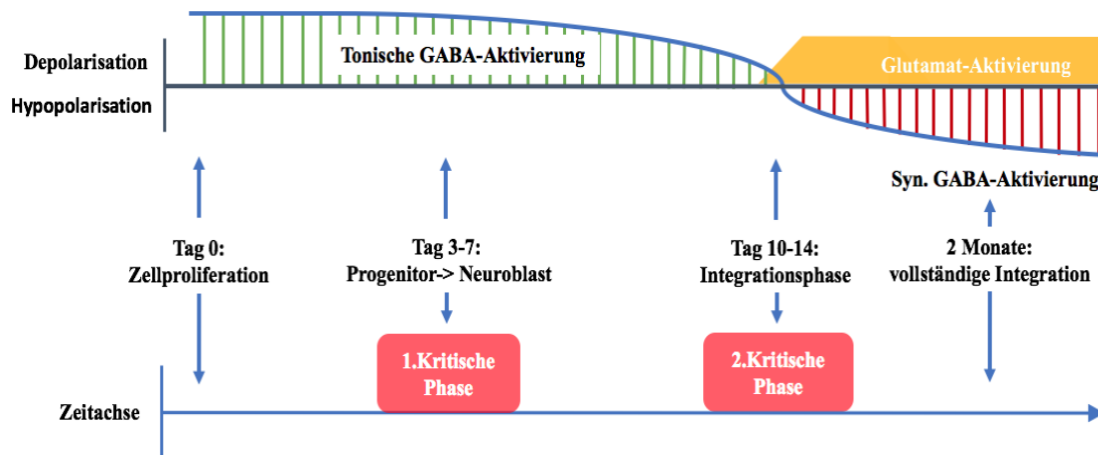 Depolarisation
Hypopolarisation
Tonische GABA-Aktivierung
Glutamat-Aktivierung
Syn. GABA-Aktivierung
Tag 0:
Zellproliferation
Tag 3-7:
Progenitor-> Neuroblast
Tag 10-14:
Integrationsphase
2 Monate:
vollständige Integration
1.Kritische
Phase
2.Kritische
Phase
Zeitachse